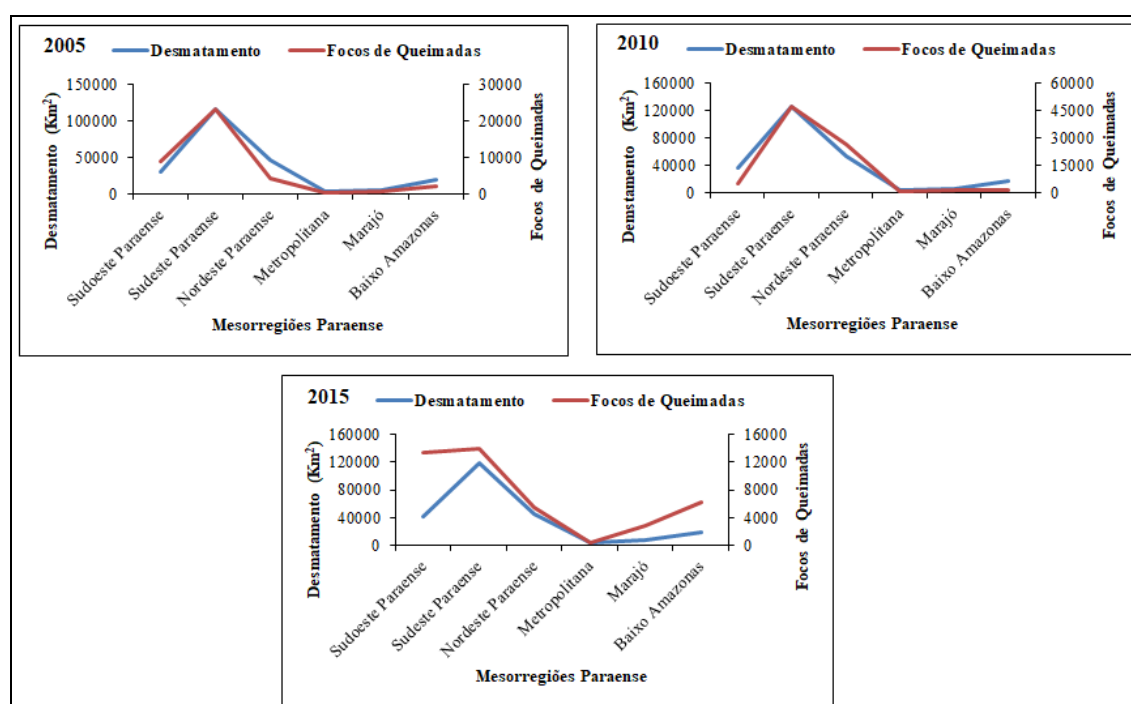 2005 Desmatamento Focos de Queimadas
Desmatamento (Km²)
150000
100000
50000
0
30000
20000
10000
0
Focos de Queimadas
Sudoeste Paraense
Sudeste Paraense
Nordeste Paraense
Metropolitana
Marajó
Baixo Amazonas
Mesorregiões Paraense
2010 Desmatamento Focos de Queimadas
Demstamento (Km²)
160000
120000
80000
40000
0
60000
45000
30000
15000
0
Focos de Queimadas
Sudoeste Paraense
Sudeste Paraense
Nordeste Paraense
Metropolitana
Marajó
Baixo Amazonas
Mesorregiões Paraense
2015 Desmatamento Focos de Queimadas
Desmatamento (Km²)
160000
120000
80000
40000
0
16000
12000
8000
4000
0
Focos de Queimadas
Sudoeste Paraense
Sudeste Paraense
Nordeste Paraense
Metropolitana
Marajó
Baixo Amazonas
Mesorregiões Paraense